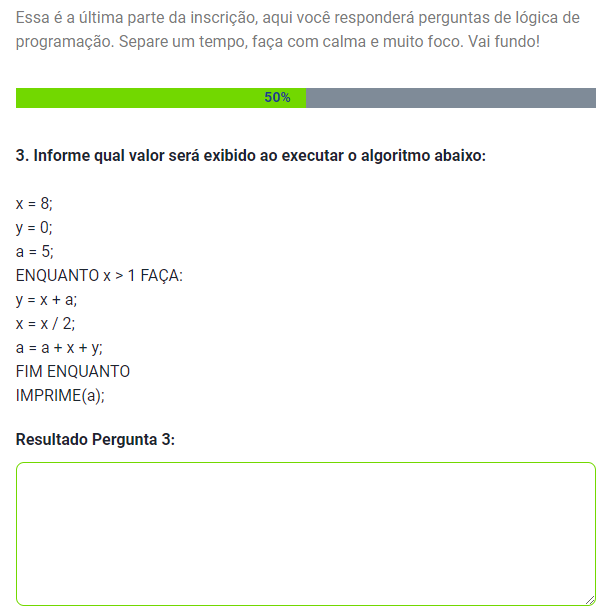 Essa é a última parte da inscrição, aqui você responderá perguntas de lógica de
programação. Separe um tempo, faça com calma e muito foco. Vai fundo!
50%
3. Informe qual valor será exibido ao executar o algoritmo abaixo:
x = 8;
y = 0;
a = 5;
ENQUANTO x > 1 FAÇA:
y = x + a;
x = x / 2;
a = a + x + y;
FIM ENQUANTO
IMPRIME(a);
Resultado Pergunta 3: